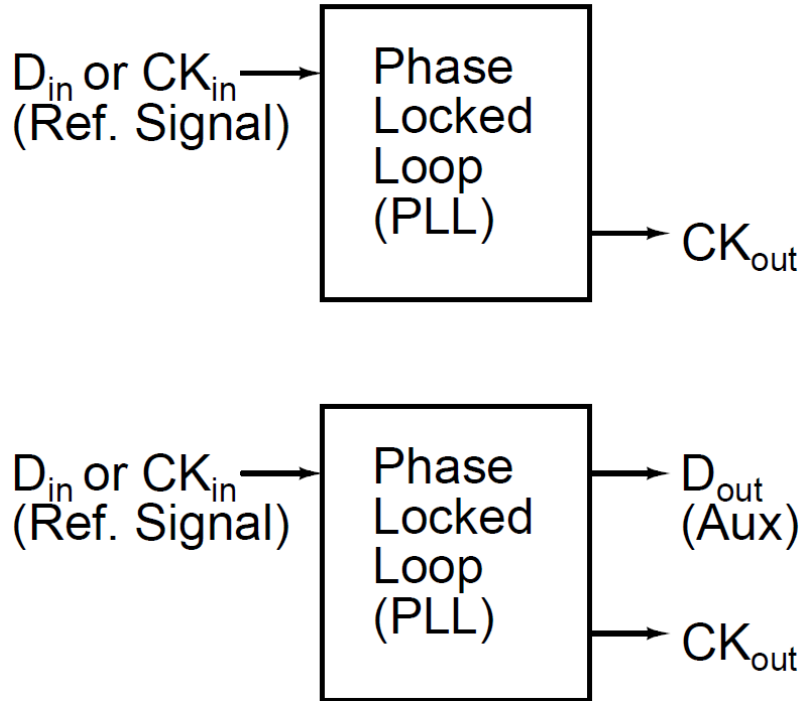 D_in or CK_in
(Ref. Signal)
Phase
Locked
Loop
(PLL)
CK_out
D_in or CK_in
(Ref. Signal)
Phase
Locked
Loop
(PLL)
D_out
(Aux)
CK_out